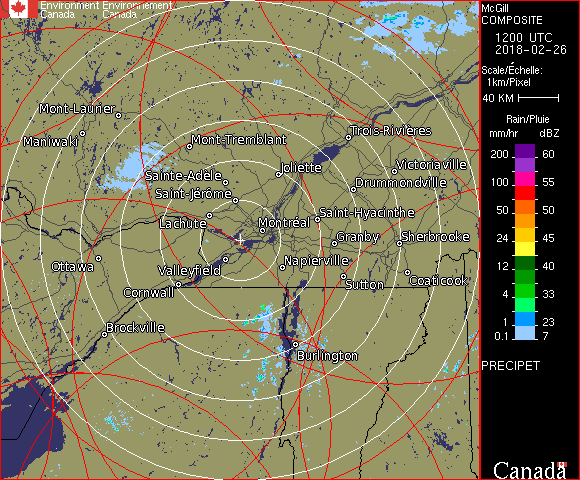 Environment Environnement
Canada Canada
McGill
COMPOSITE
1200 UTC
2018-02-26
Scale/Échelle:
1km/Pixel
40 KM
Rain/Pluie
mm/hr dBZ
200 60
55
100 55
50 50
24 45
12 40
4 33
1 23
0.1 7
PRECIPET
Canada
Mont-Laurier
Maniwaki
Mont-Tremblant
Trois-Rivières
Joliette
Victoriaville
Sainte-Adèle
Drummondville
Saint-Jérôme
Saint-Hyacinthe
Lachute
Montréal
Granby
Sherbrooke
Ottawa
Valleyfield
Napierville
Cornwall
Sutton
Coaticook
Brockville
Burlington